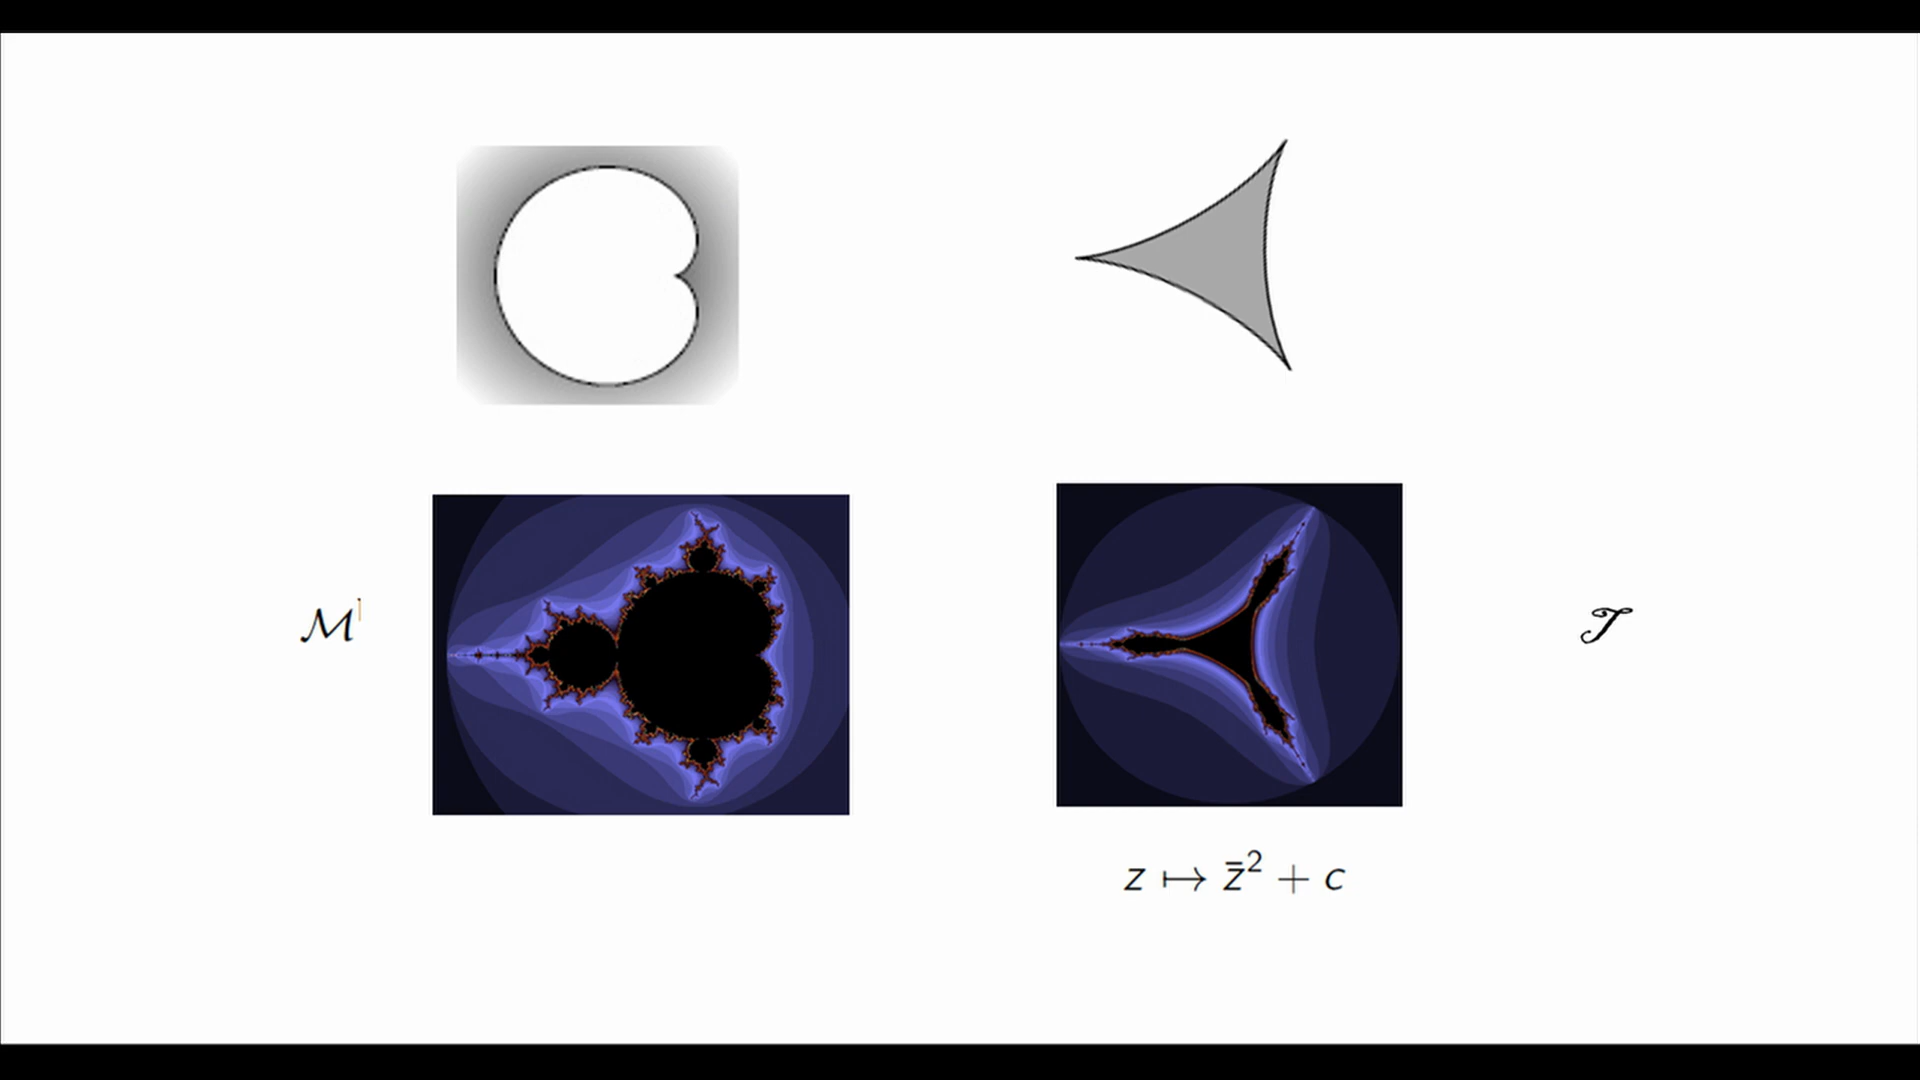 ℳ
𝒯
z ↦ z̄² + c